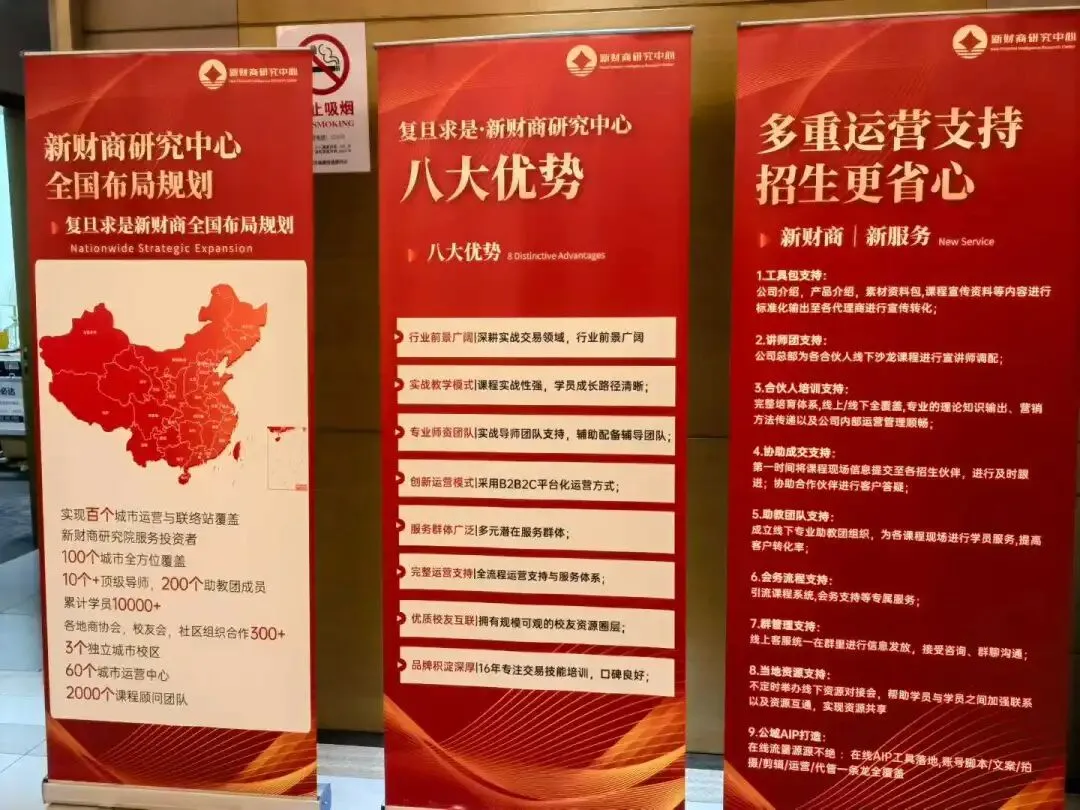 新财商研究中心
新财商研究中心
全国布局规划
复旦求是新财商全国布局规划
Nationwide Strategic Expansion
实现百个城市运营与联络站覆盖
新财商研究院服务投资者
100个城市全方位覆盖
10个+顶级导师，200个助教团成员
累计学员10000+
各地商协会，校友会，社区组织合作300+
3个独立城市校区
60个城市运营中心
2000个课程顾问团队
止吸烟
SMOKING
新财商研究中心
复旦求是·新财商研究中心
八大优势
八大优势 8 Distinctive Advantages
行业前景广阔|深耕实战交易领域，行业前景广阔
实战教学模式|课程实战性强，学员成长路径清晰；
专业师资团队|实战导师团队支持，辅助配备辅导团队；
创新运营模式|采用B2B2C平台化运营方式；
服务群体广泛|多元潜在服务群体；
完整运营支持|全流程运营支持与服务体系；
优质校友互联|拥有规模可观的校友资源圈层；
品牌积淀深厚|16年专注交易技能培训，口碑良好；
新财商研究中心
多重运营支持
招生更省心
新财商｜新服务 New Service
1.工具包支持：
公司介绍，产品介绍，素材资料包,课程宣传资料等内容进行
标准化输出至各代理商进行宣传转化；
2.讲师团支持：
公司总部为各合伙人线下沙龙课程进行宣讲师调配；
3.合伙人培训支持：
完整培育体系,线上/线下全覆盖,专业的理论知识输出、营销
方法传递以及公司内部运营管理顺畅；
4.协助成交支持：
第一时间将课程现场信息提交至各招生伙伴，进行及时跟
进；协助合作伙伴进行客户答疑；
5.助教团队支持：
成立线下专业助教团组织，为各课程现场进行学员服务,提高
客户转化率；
6.会务流程支持：
引流课程系统,会务支持等专属服务；
7.群管理支持：
线上客服统一在群里进行信息发放，接受咨询、群聊沟通；
8.当地资源支持：
不定时举办线下资源对接会，帮助学员与学员之间加强联系
以及资源互通，实现资源共享
9.公域AIP打造：
在线流量源源不绝：在线AIP工具落地,账号脚本/文案/拍
摄/剪辑/运营/代管一条龙全覆盖